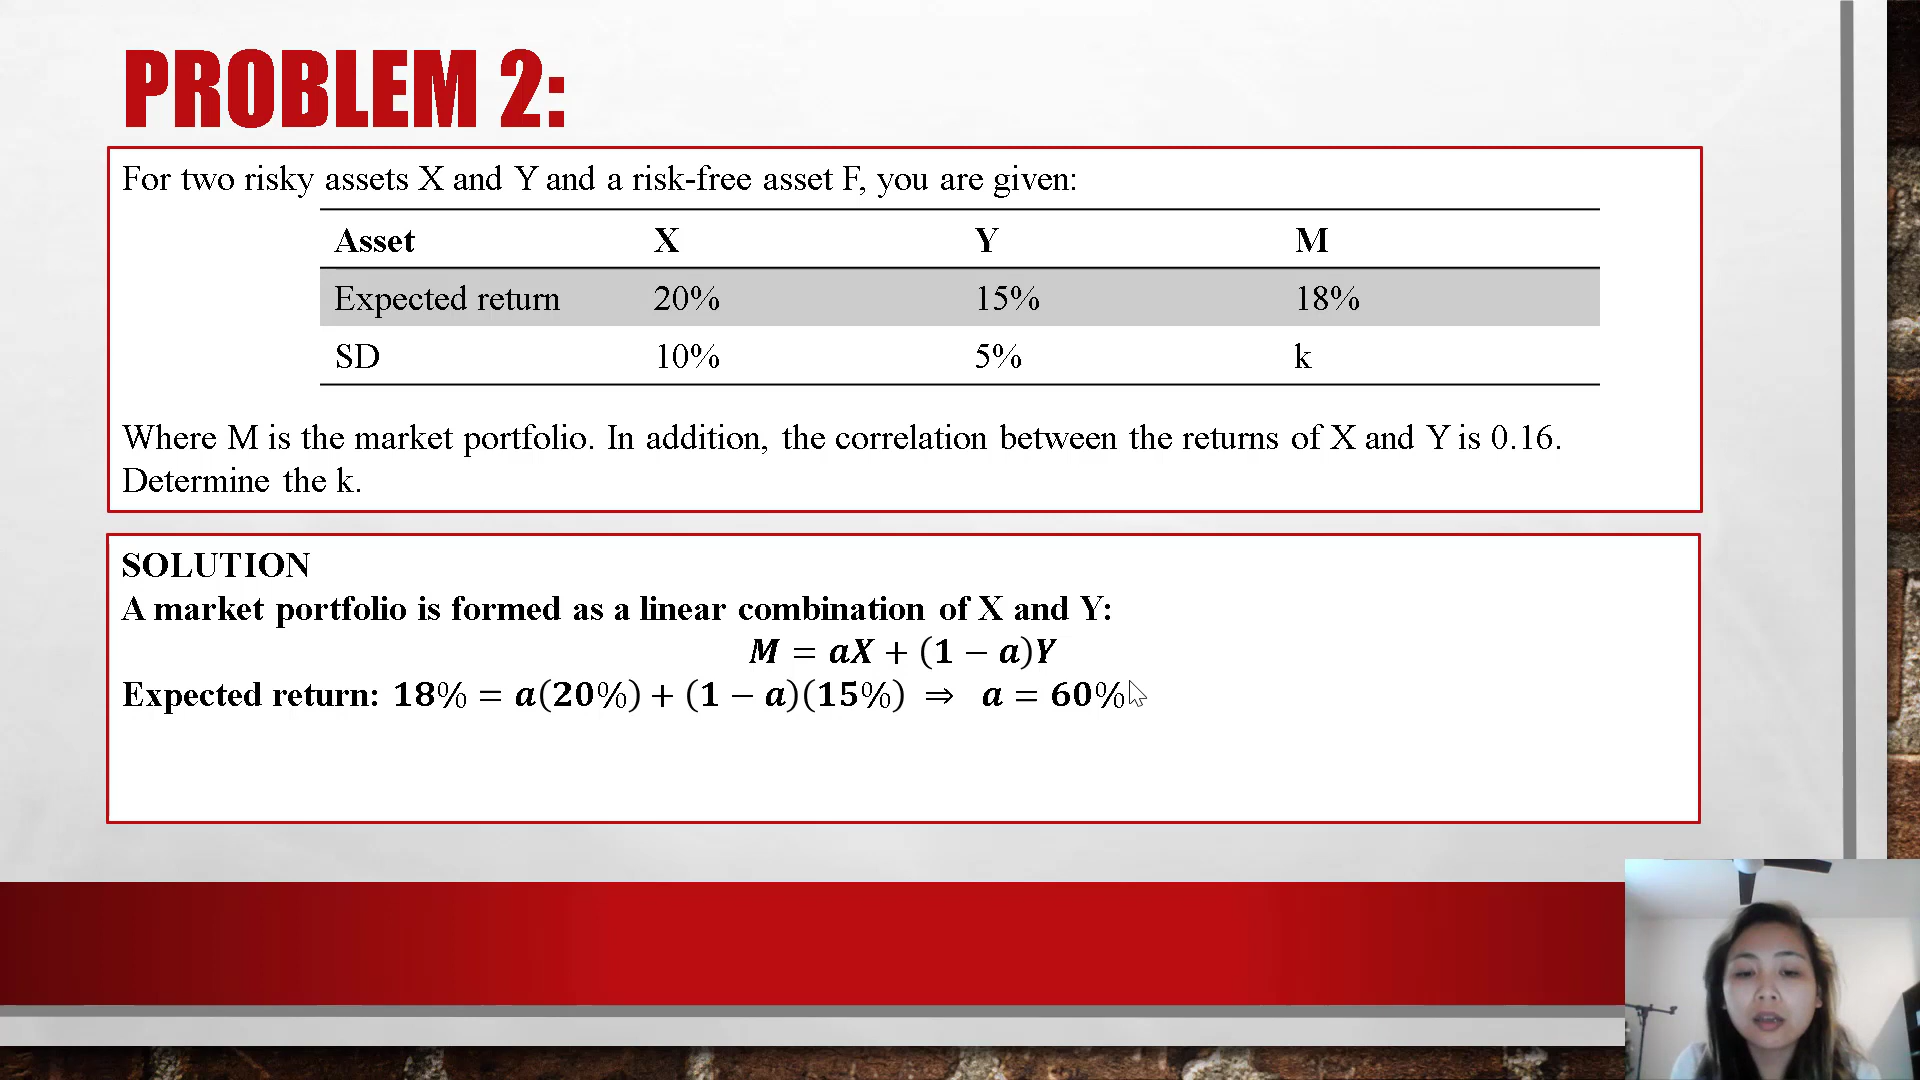 PROBLEM 2:
For two risky assets X and Y and a risk-free asset F, you are given:
Asset X Y M
Expected return 20% 15% 18%
SD 10% 5% k
Where M is the market portfolio. In addition, the correlation between the returns of X and Y is 0.16.
Determine the k.
SOLUTION
A market portfolio is formed as a linear combination of X and Y:
M = aX + (1 − a)Y
Expected return: 18% = a(20%) + (1 − a)(15%) ⇒ a = 60%